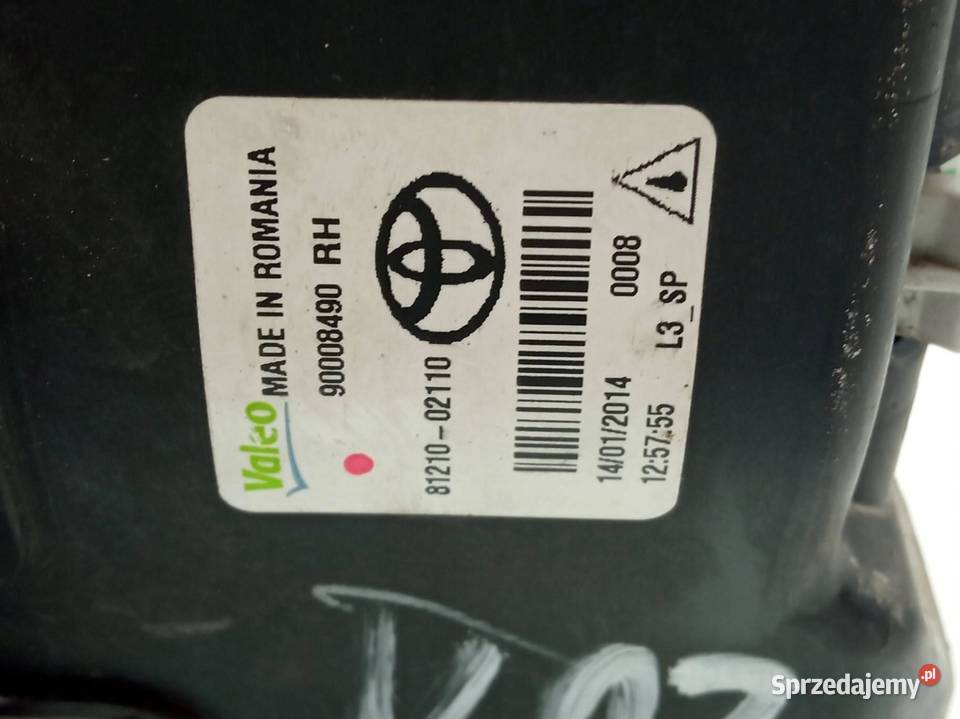 Valeo MADE IN ROMANIA
90008490 RH
81210-02110
14/01/2014 0008
12:57:55 L3_SP
Sprzedajemy.pl